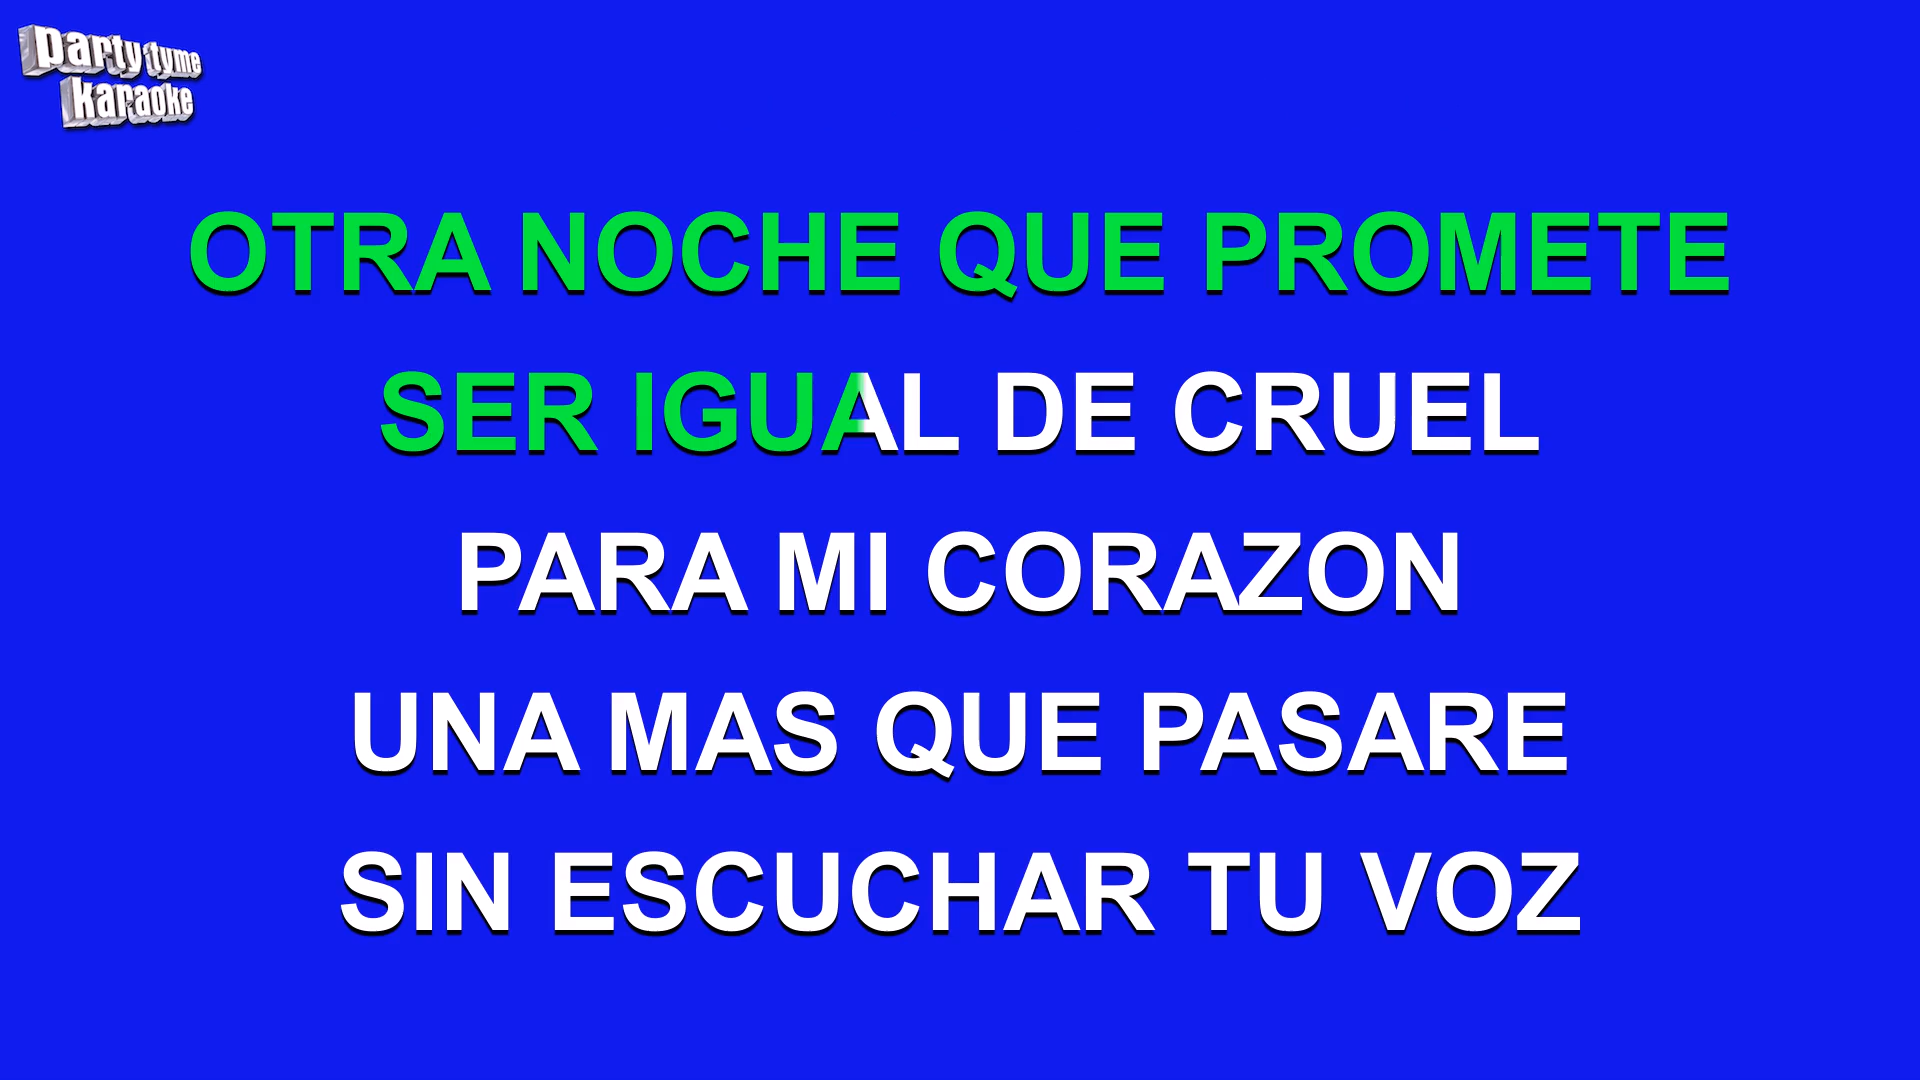 party tyme
karaoke
OTRA NOCHE QUE PROMETE
SER IGUAL DE CRUEL
PARA MI CORAZON
UNA MAS QUE PASARE
SIN ESCUCHAR TU VOZ